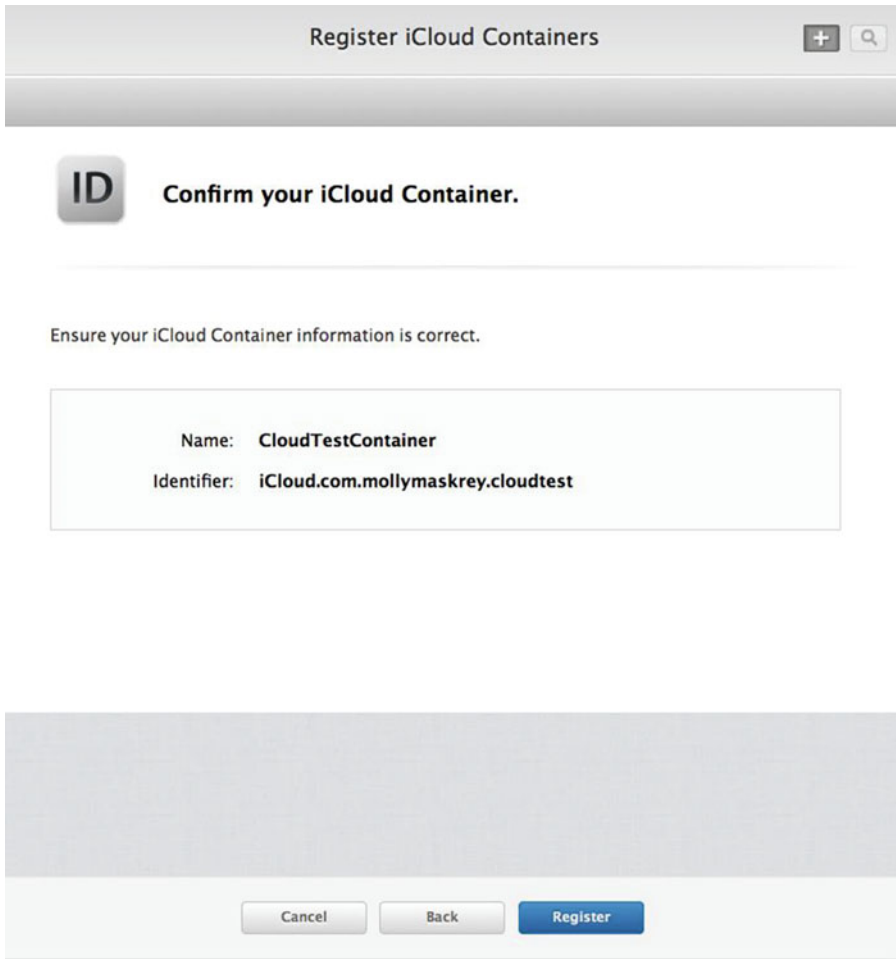 Register iCloud Containers
ID
Confirm your iCloud Container.
Ensure your iCloud Container information is correct.
Name: CloudTestContainer
Identifier: iCloud.com.mollymaskrey.cloudtest
Cancel Back Register